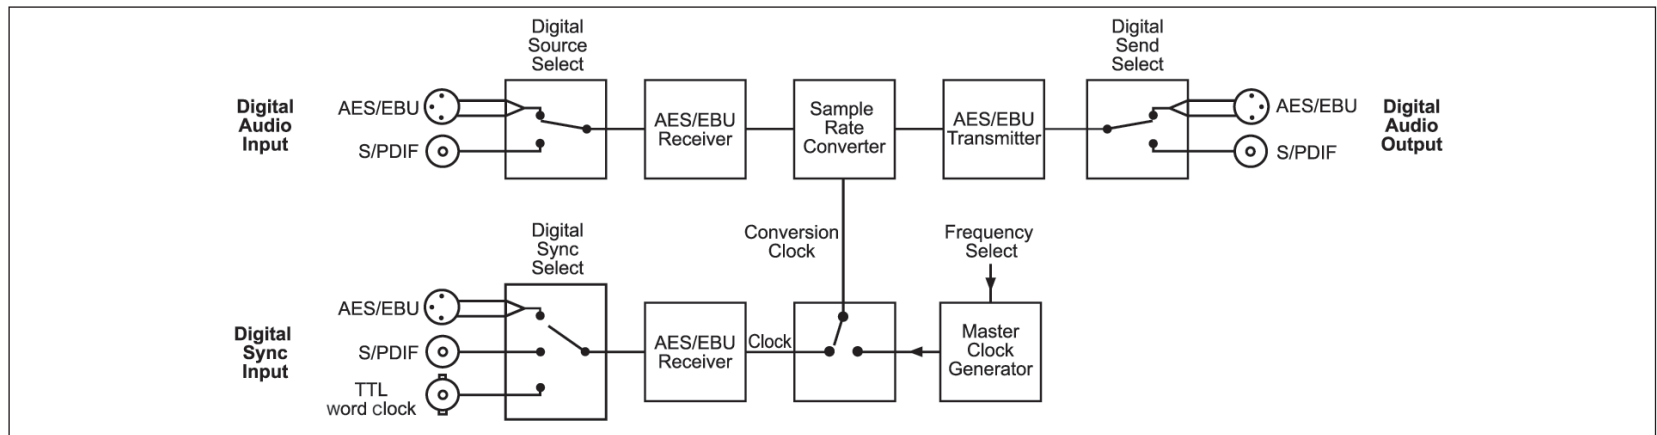 Digital
Source
Select
Digital
Send
Select
Digital
Audio
Input
AES/EBU
S/PDIF
AES/EBU
Receiver
Sample
Rate
Converter
AES/EBU
Transmitter
AES/EBU
S/PDIF
Digital
Audio
Output
Conversion
Clock
Frequency
Select
Digital
Sync
Select
Digital
Sync
Input
AES/EBU
S/PDIF
TTL
word clock
AES/EBU
Receiver
Clock
Master
Clock
Generator